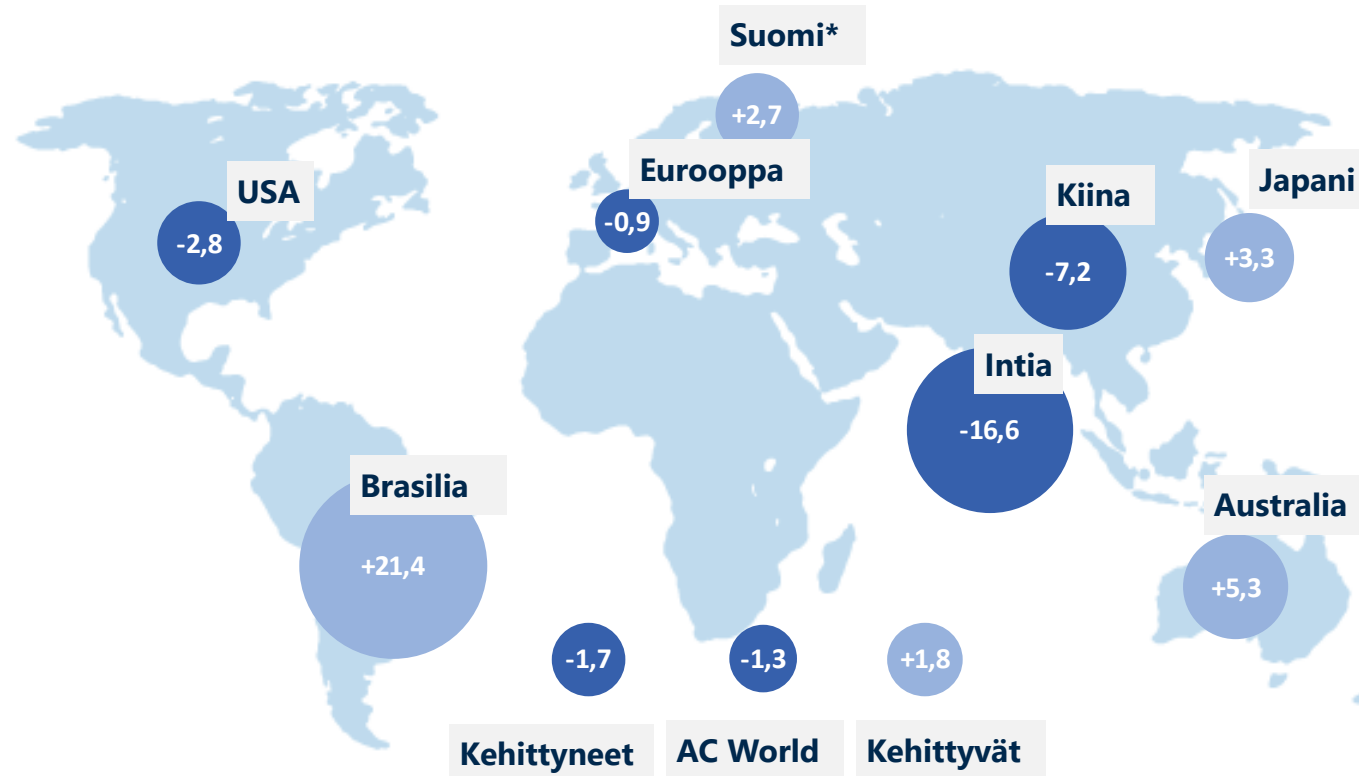 Suomi*
+2,7
Eurooppa
-0,9
USA
-2,8
Kiina
-7,2
Japani
+3,3
Intia
-16,6
Brasilia
+21,4
Australia
+5,3
-1,7
Kehittyneet
-1,3
AC World
+1,8
Kehittyvät